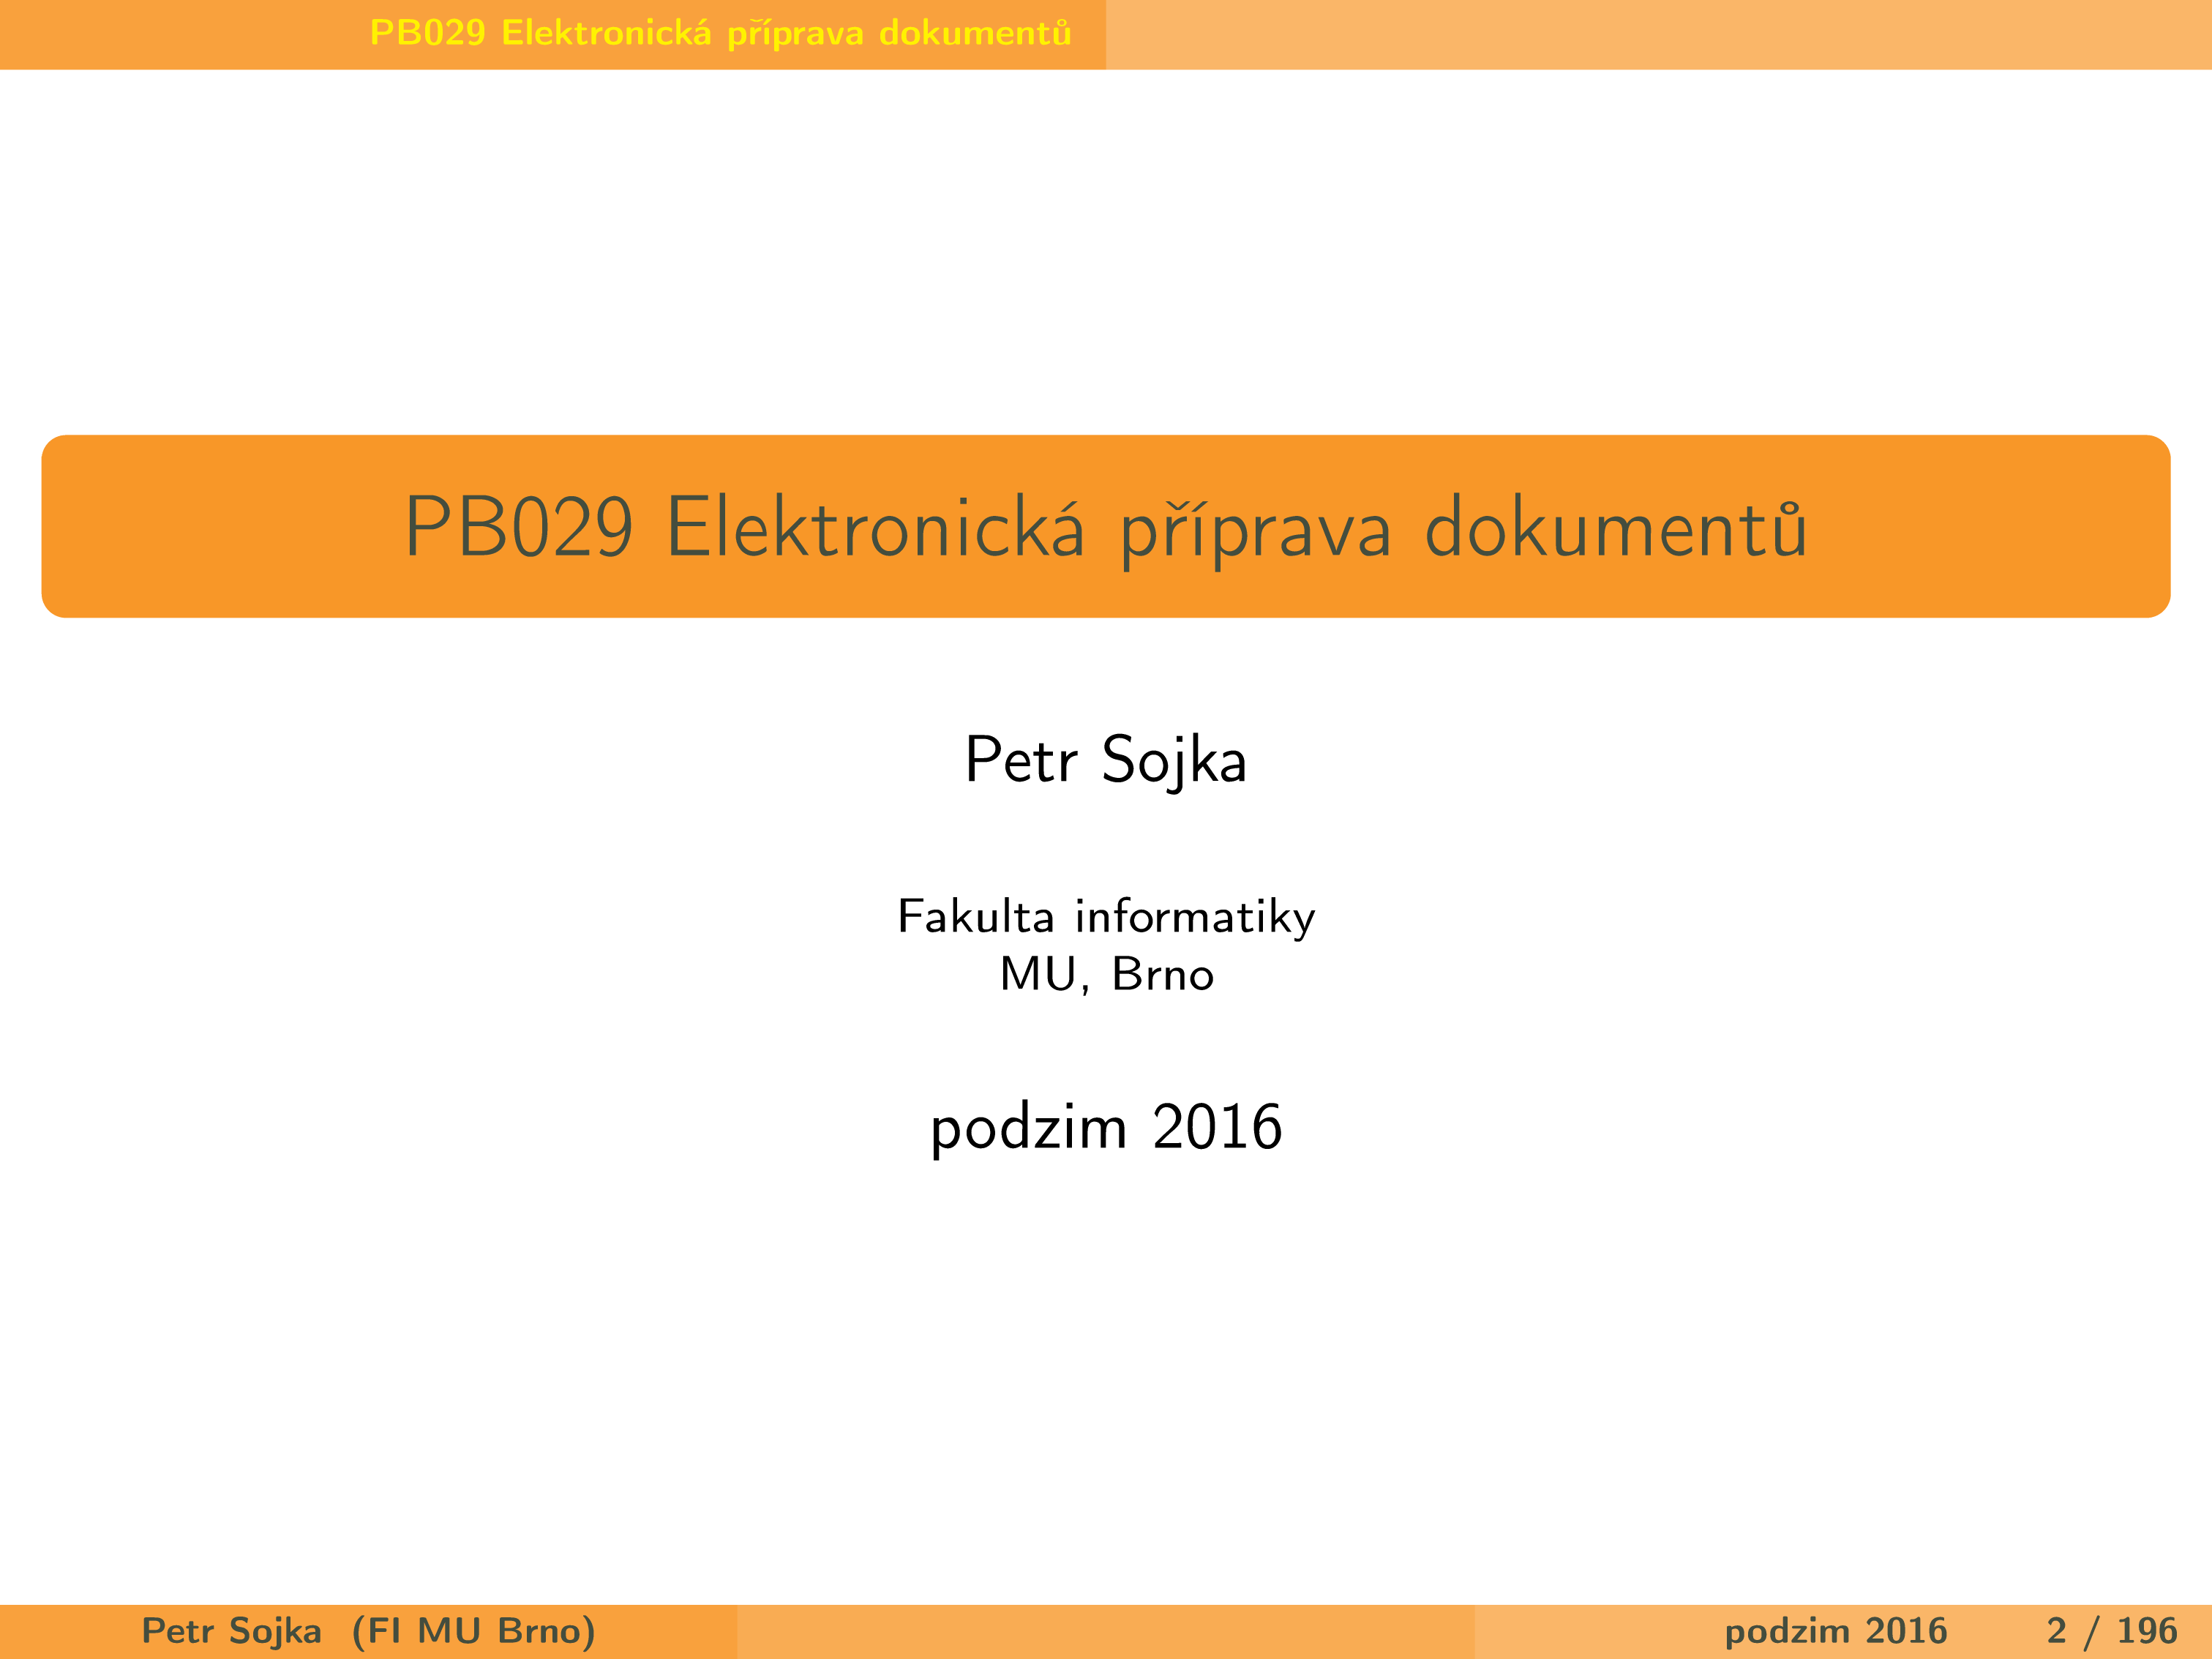 PB029 Elektronická příprava dokumentů
PB029 Elektronická příprava dokumentů
Petr Sojka
Fakulta informatiky
MU, Brno
podzim 2016
Petr Sojka (FI MU Brno) podzim 2016 2 / 196